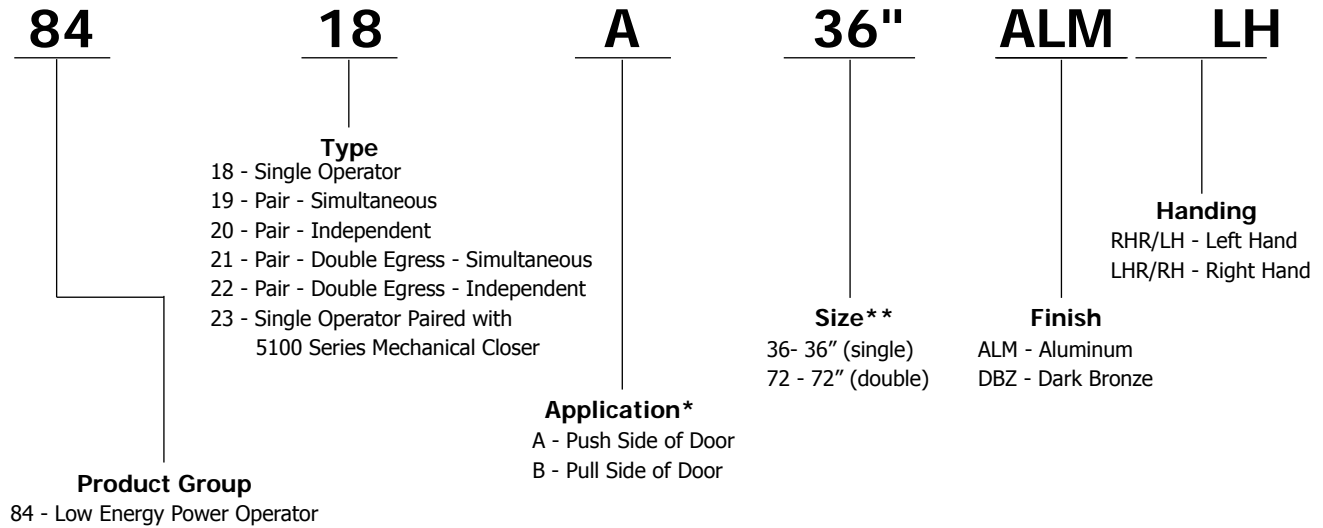 84 18 A 36" ALM LH
Type
18 - Single Operator
19 - Pair - Simultaneous
20 - Pair - Independent
21 - Pair - Double Egress - Simultaneous
22 - Pair - Double Egress - Independent
23 - Single Operator Paired with
5100 Series Mechanical Closer
Handing
RHR/LH - Left Hand
LHR/RH - Right Hand
Size**
36- 36” (single)
72 - 72” (double)
Finish
ALM - Aluminum
DBZ - Dark Bronze
Application*
A - Push Side of Door
B - Pull Side of Door
Product Group
84 - Low Energy Power Operator